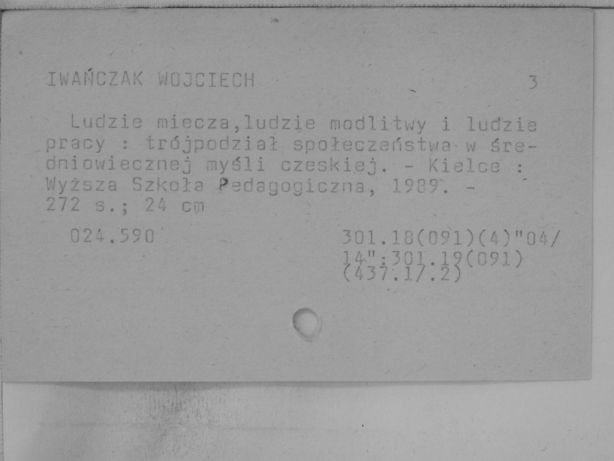 IWAŃCZAK WOJCIECH 3
Ludzie miecza,ludzie modlitwy i ludzie
pracy : trójpodział społeczeństwa w śre-
dniowiecznej myśli czeskiej. - Kielce :
Wyższa Szkoła Pedagogiczna, 1989. -
272 s.; 24 cm
024.590 301.18(091)(4)"04/
14":301.19(091)
(437.1/.2)